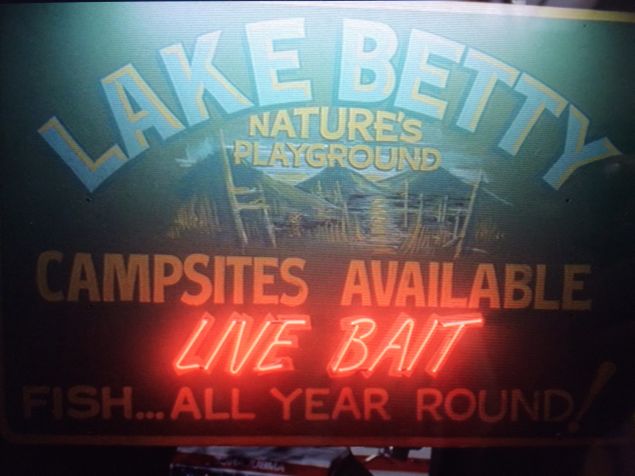 LAKE BETTY
NATURE'S
PLAYGROUND
CAMPSITES AVAILABLE
LIVE BAIT
FISH... ALL YEAR ROUND!